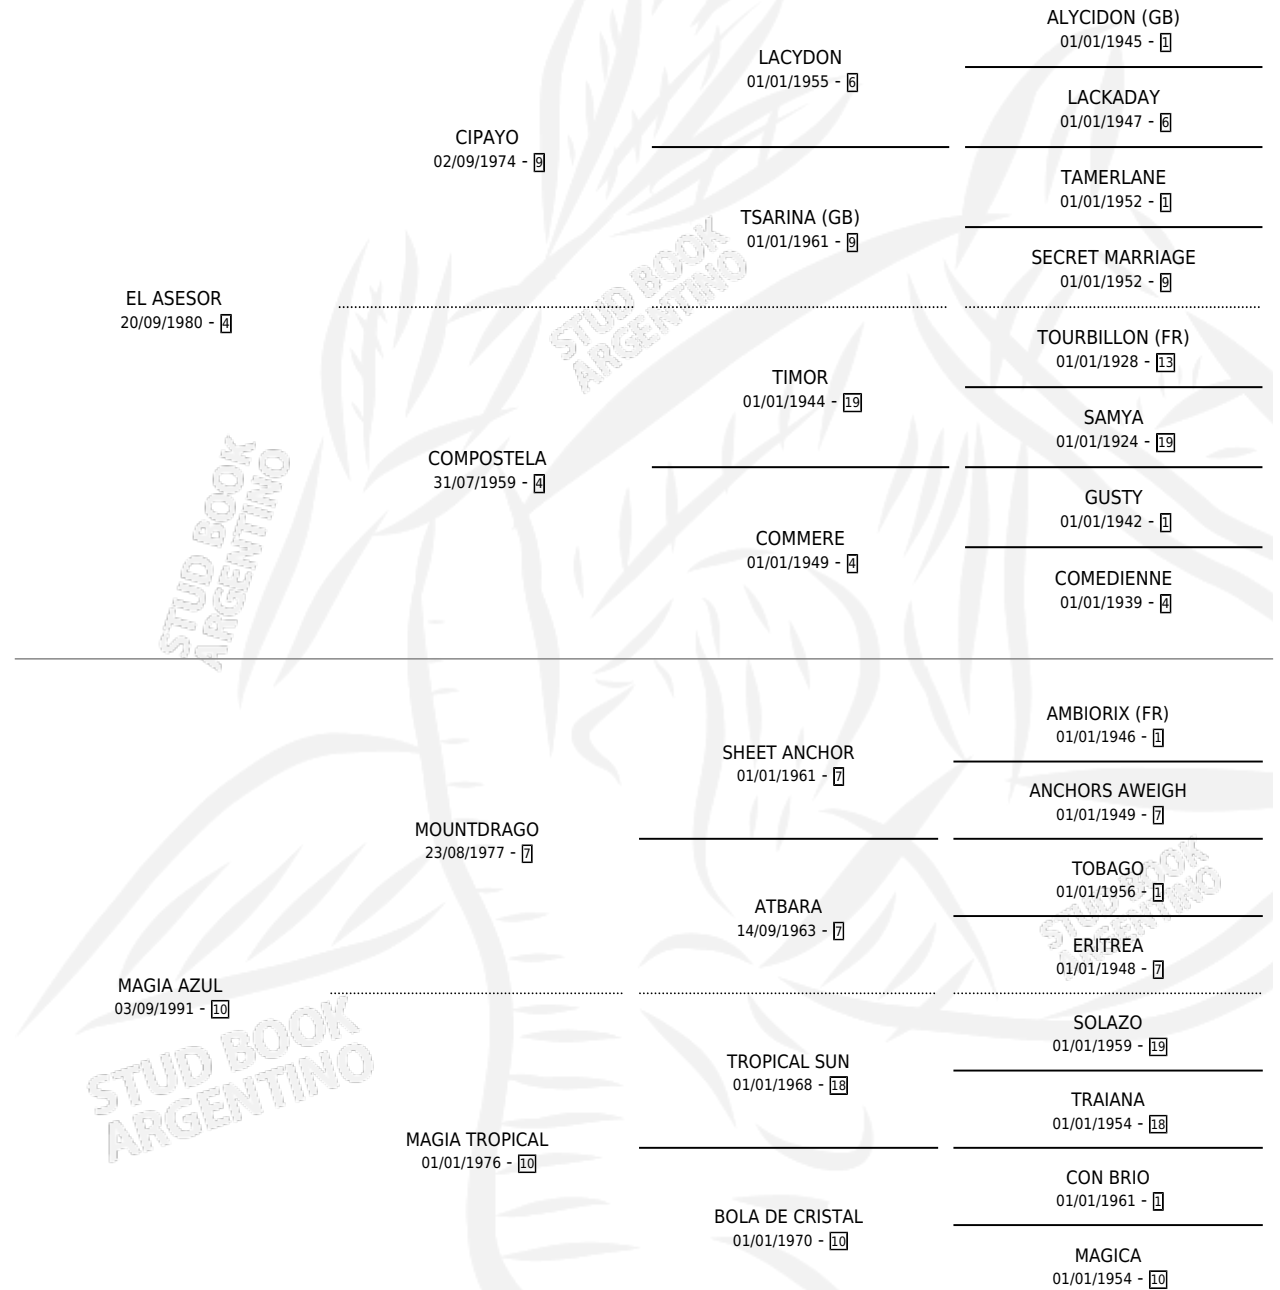 ALYCIDON (GB)
01/01/1945 - 1
LACYDON
01/01/1955 - 6
LACKADAY
01/01/1947 - 6
CIPAYO
02/09/1974 - 9
TAMERLANE
01/01/1952 - 1
TSARINA (GB)
01/01/1961 - 9
SECRET MARRIAGE
01/01/1952 - 9
EL ASESOR
20/09/1980 - 4
TOURBILLON (FR)
01/01/1928 - 13
TIMOR
01/01/1944 - 19
SAMYA
01/01/1924 - 19
COMPOSTELA
31/07/1959 - 4
GUSTY
01/01/1942 - 1
COMMERE
01/01/1949 - 4
COMEDIENNE
01/01/1939 - 4
STUD BOOK
ARGENTINO
STUD BOOK
ARGENTINO
AMBIORIX (FR)
01/01/1946 - 1
SHEET ANCHOR
01/01/1961 - 7
ANCHORS AWEIGH
01/01/1949 - 7
MOUNTDRAGO
23/08/1977 - 7
TOBAGO
01/01/1956 - 1
ATBARA
14/09/1963 - 7
ERITREA
01/01/1948 - 7
MAGIA AZUL
03/09/1991 - 10
SOLAZO
01/01/1959 - 19
TROPICAL SUN
01/01/1968 - 18
TRAIANA
01/01/1954 - 18
MAGIA TROPICAL
01/01/1976 - 10
CON BRIO
01/01/1961 - 1
BOLA DE CRISTAL
01/01/1970 - 10
MAGICA
01/01/1954 - 10
STUD BOOK
ARGENTINO
STUD BOOK
ARGENTINO